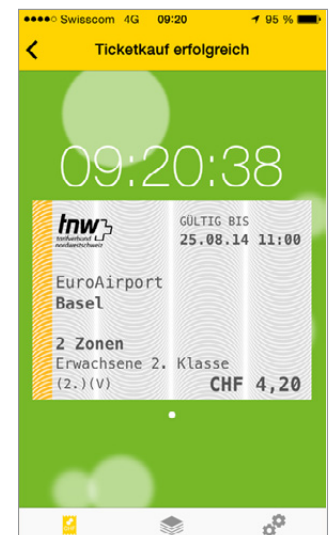 Swisscom 4G 09:20 95 %
Ticketkauf erfolgreich
09:20:38
tnw
tarifverbund
nordwestschweiz
GÜLTIG BIS
25.08.14 11:00
EuroAirport
Basel
2 Zonen
Erwachsene 2. Klasse
(2.)(V) CHF 4,20